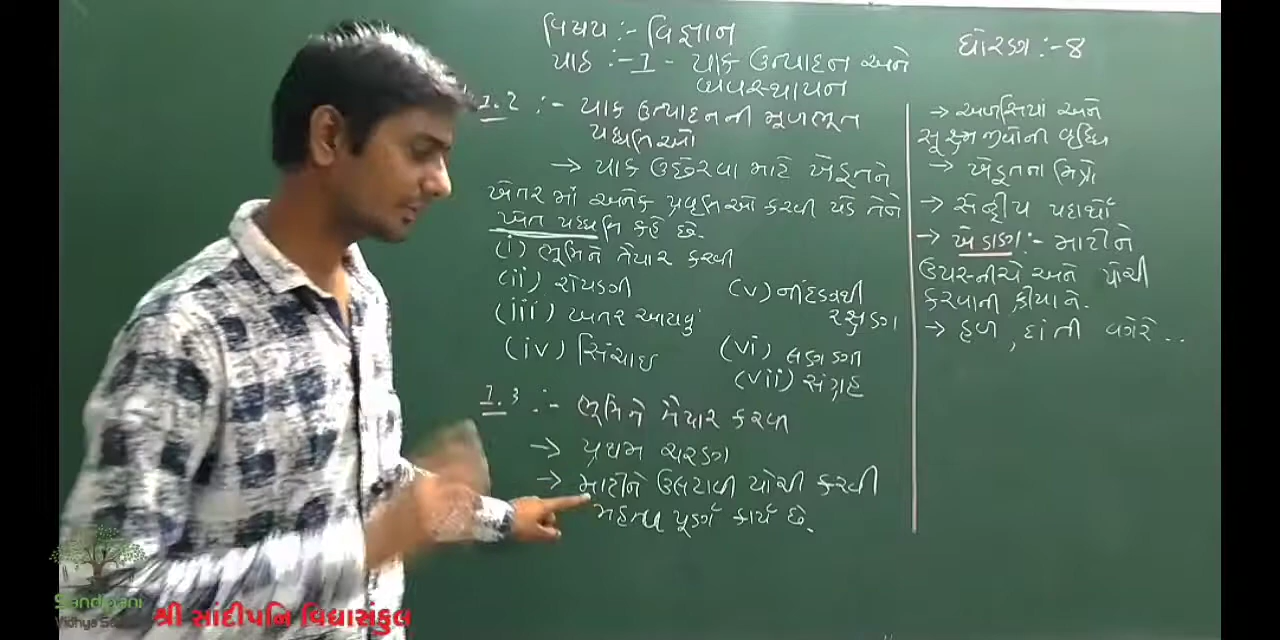 વિષય :- વિજ્ઞાન
ધોરણ :- 8
પાઠ :- 1 - પાક ઉત્પાદન અને
વ્યવસ્થાપન
1.2 :- પાક ઉત્પાદનની મૂળભૂત
પધ્ધતિઓ
→ પાક ઉછેરવા માટે ખેડૂતને
ખેતરમાં અનેક પ્રવૃતિઓ કરવી પડે તેને
ખેત પધ્ધતિ કહે છે.
(i) ભૂમિને તૈયાર કરવી
(ii) રોપણી
(iii) ખાતર આપવું
(iv) સિંચાઇ
(v) નીંદણથી
રક્ષણ
(vi) લણણી
(vii) સંગ્રહ
1.3 :- ભૂમિને તૈયાર કરવી
→ પ્રથમ ચરણ
→ માટીને ઉલટાવી પોચી કરવી
મહત્વ પૂર્ણ કાર્ય છે.
→ અળસિયાં અને
સૂક્ષ્મ જીવોની વૃધ્ધિ
→ ખેડૂતના મિત્રો
→ સેન્દ્રીય પદાર્થો
→ ખેડાણ :- માટીને
ઉપરનીચે અને પોચી
કરવાની ક્રીયાને.
→ હળ , દાંતી વગેરે ...
Sandipani
Vidhya
શ્રી સાંદીપનિ વિદ્યાસંકુલ